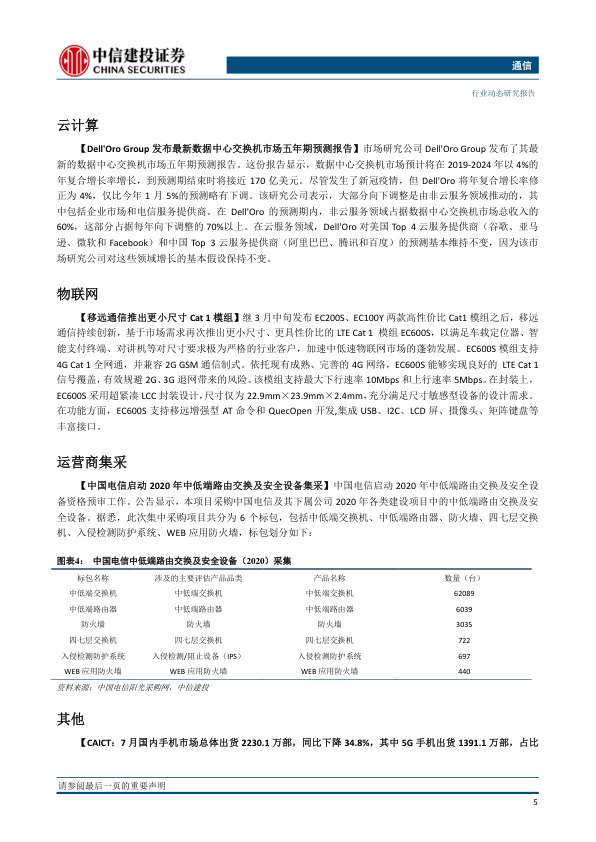 中信建投证券
CHINA SECURITIES
通信
行业动态研究报告
云计算
【Dell'Oro Group 发布最新数据中心交换机市场五年期预测报告】市场研究公司 Dell'Oro Group 发布了其最
新的数据中心交换机市场五年期预测报告。这份报告显示，数据中心交换机市场预计将在 2019-2024 年以 4%的
年复合增长率增长，到预测期结束时将接近 170 亿美元。尽管发生了新冠疫情，但 Dell'Oro 将年复合增长率修
正为 4%，仅比今年 1 月 5%的预测略有下调。该研究公司表示，大部分向下调整是由非云服务领域推动的，其
中包括企业市场和电信服务提供商。在 Dell'Oro 的预测期内，非云服务领域占据数据中心交换机市场总收入的
60%，这部分占据每年向下调整的 70%以上。在云服务领域，Dell'Oro 对美国 Top 4 云服务提供商（谷歌、亚马
逊、微软和 Facebook）和中国 Top 3 云服务提供商（阿里巴巴、腾讯和百度）的预测基本维持不变，因为该市
场研究公司对这些领域增长的基本假设保持不变。
物联网
【移远通信推出更小尺寸 Cat 1 模组】继 3 月中旬发布 EC200S、EC100Y 两款高性价比 Cat1 模组之后，移远
通信持续创新，基于市场需求再次推出更小尺寸、更具性价比的 LTE Cat 1 模组 EC600S，以满足车载定位器、智
能支付终端、对讲机等对尺寸要求极为严格的行业客户，加速中低速物联网市场的蓬勃发展。EC600S 模组支持
4G Cat 1 全网通，并兼容 2G GSM 通信制式。依托现有成熟、完善的 4G 网络，EC600S 能够实现良好的 LTE Cat 1
信号覆盖，有效规避 2G、3G 退网带来的风险。该模组支持最大下行速率 10Mbps 和上行速率 5Mbps。在封装上，
EC600S 采用超紧凑 LCC 封装设计，尺寸仅为 22.9mm×23.9mm×2.4mm，充分满足尺寸敏感型设备的设计需求。
在功能方面，EC600S 支持移远增强型 AT 命令和 QuecOpen 开发,集成 USB、I2C、LCD 屏、摄像头、矩阵键盘等
丰富接口。
运营商集采
【中国电信启动 2020 年中低端路由交换及安全设备集采】中国电信启动 2020 年中低端路由交换及安全设
备资格预审工作。公告显示，本项目采购中国电信及其下属公司 2020 年各类建设项目中的中低端路由交换及安
全设备。据悉，此次集中采购项目共分为 6 个标包，包括中低端交换机、中低端路由器、防火墙、四七层交换
机、入侵检测防护系统、WEB 应用防火墙，标包划分如下：
图表4： 中国电信中低端路由交换及安全设备（2020）采集
标包名称 涉及的主要评估产品品类 产品名称 数量（台）
中低端交换机 中低端交换机 中低端交换机 62089
中低端路由器 中低端路由器 中低端路由器 6039
防火墙 防火墙 防火墙 3035
四七层交换机 四七层交换机 四七层交换机 722
入侵检测防护系统 入侵检测/阻止设备（IPS） 入侵检测防护系统 697
WEB 应用防火墙 WEB 应用防火墙 WEB 应用防火墙 440
资料来源：中国电信阳光采购网，中信建投
其他
【CAICT：7 月国内手机市场总体出货 2230.1 万部，同比下降 34.8%，其中 5G 手机出货 1391.1 万部，占比
请参阅最后一页的重要声明
5